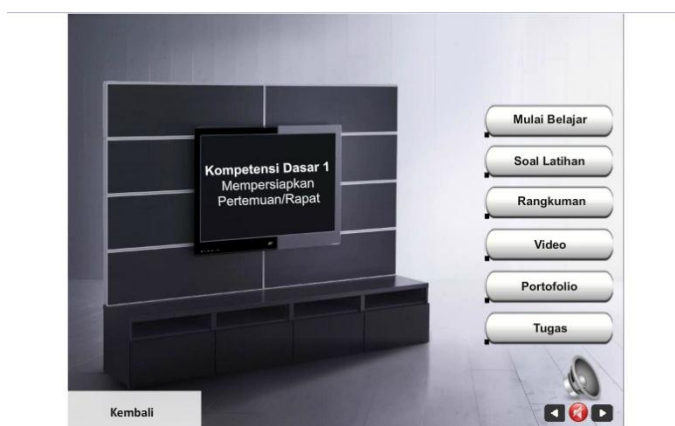 Kompetensi Dasar 1
Mempersiapkan
Pertemuan/Rapat
Mulai Belajar
Soal Latihan
Rangkuman
Video
Portofolio
Tugas
Kembali